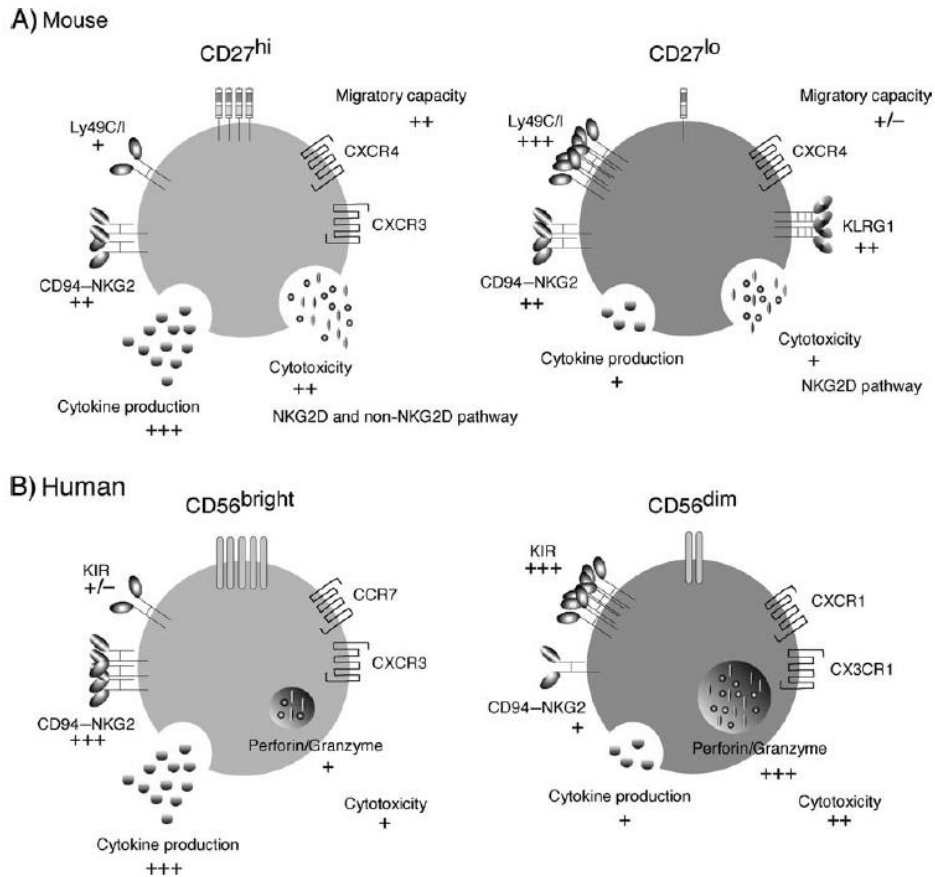 A) Mouse
CD27hi
Migratory capacity
++
Ly49C/I
+
CXCR4
CXCR3
CD94–NKG2
++
Cytotoxicity
++
Cytokine production
+++
NKG2D and non-NKG2D pathway
CD27lo
Migratory capacity
+/−
Ly49C/I
+++
CXCR4
KLRG1
++
CD94–NKG2
++
Cytotoxicity
+
Cytokine production
+
NKG2D pathway
B) Human
CD56bright
KIR
+/−
CCR7
CXCR3
CD94–NKG2
+++
Perforin/Granzyme
+
Cytotoxicity
+
Cytokine production
+++
CD56dim
KIR
+++
CXCR1
CX3CR1
CD94–NKG2
+
Perforin/Granzyme
+++
Cytokine production
+
Cytotoxicity
++